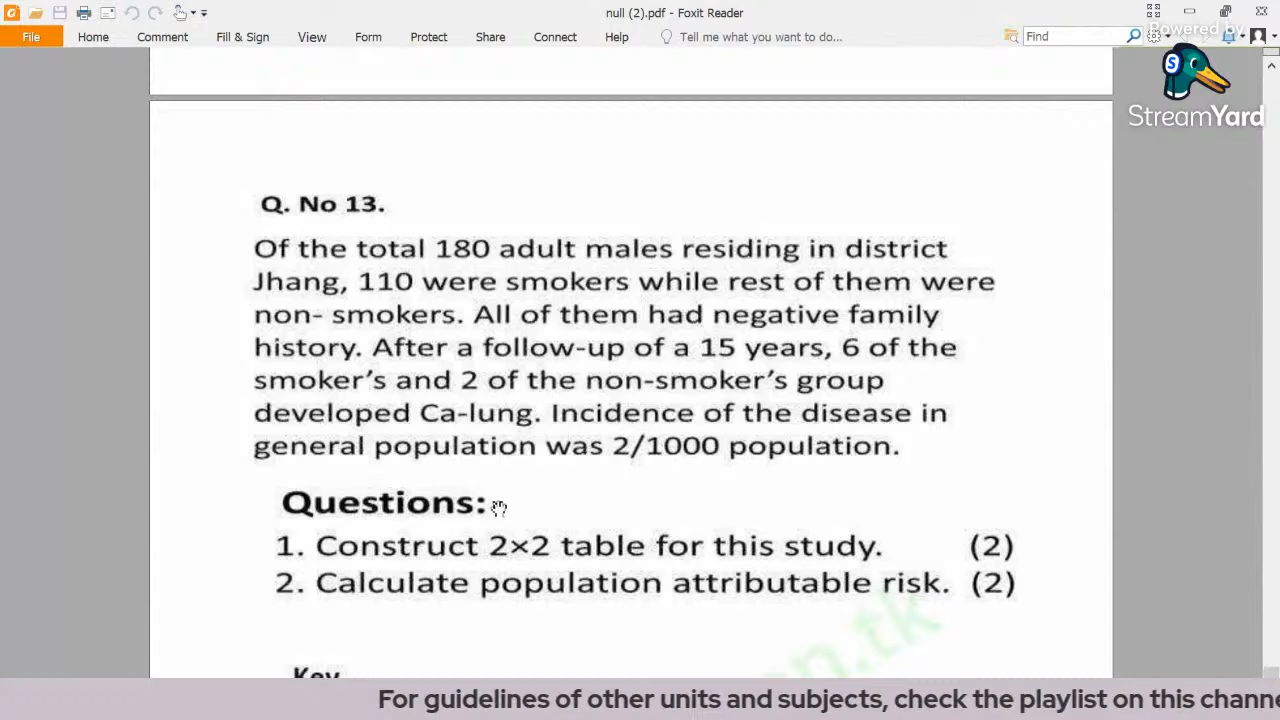 null (2).pdf - Foxit Reader
File Home Comment Fill & Sign View Form Protect Share Connect Help Tell me what you want to do... Find
Powered by
StreamYard
Q. No 13.
Of the total 180 adult males residing in district
Jhang, 110 were smokers while rest of them were
non- smokers. All of them had negative family
history. After a follow-up of a 15 years, 6 of the
smoker's and 2 of the non-smoker's group
developed Ca-lung. Incidence of the disease in
general population was 2/1000 population.
Questions:
1. Construct 2×2 table for this study. (2)
2. Calculate population attributable risk. (2)
Key
For guidelines of other units and subjects, check the playlist on this channe